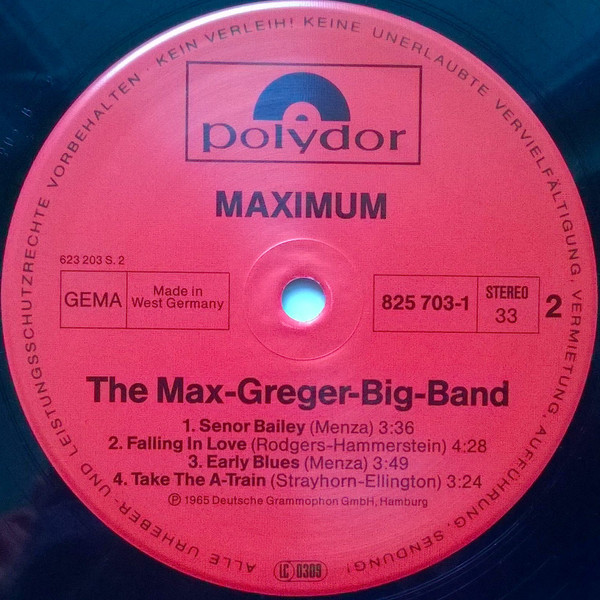 ALLE URHEBER- UND LEISTUNGSSCHUTZRECHTE VORBEHALTEN · KEIN VERLEIH! KEINE UNERLAUBTE VERVIELFÄLTIGUNG, VERMIETUNG, AUFFÜHRUNG, SENDUNG!
polydor
MAXIMUM
623 203 S. 2
GEMA
Made in
West Germany
825 703-1
STEREO
33
2
The Max-Greger-Big-Band
1. Senor Bailey (Menza) 3:36
2. Falling In Love (Rodgers-Hammerstein) 4:28
3. Early Blues (Menza) 3:49
4. Take The A-Train (Strayhorn-Ellington) 3:24
Ⓟ 1965 Deutsche Grammophon GmbH, Hamburg
LC 0309